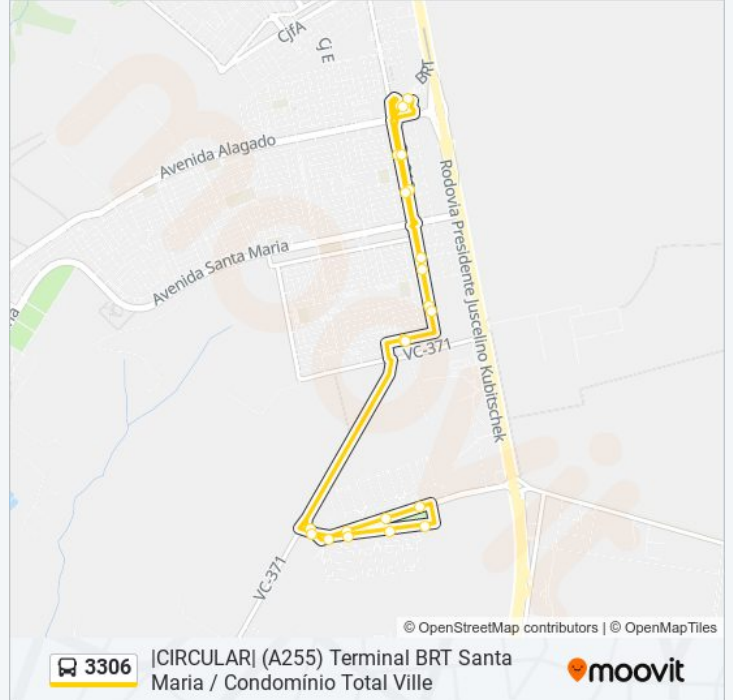 CjfA
Cj E
BRT
Avenida Alagado
Rodovia Presidente Juscelino Kubitschek
Avenida Santa Maria
VC-371
VC-371
moovit
© OpenStreetMap contributors | © OpenMapTiles
3306
|CIRCULAR| (A255) Terminal BRT Santa
Maria / Condomínio Total Ville
moovit